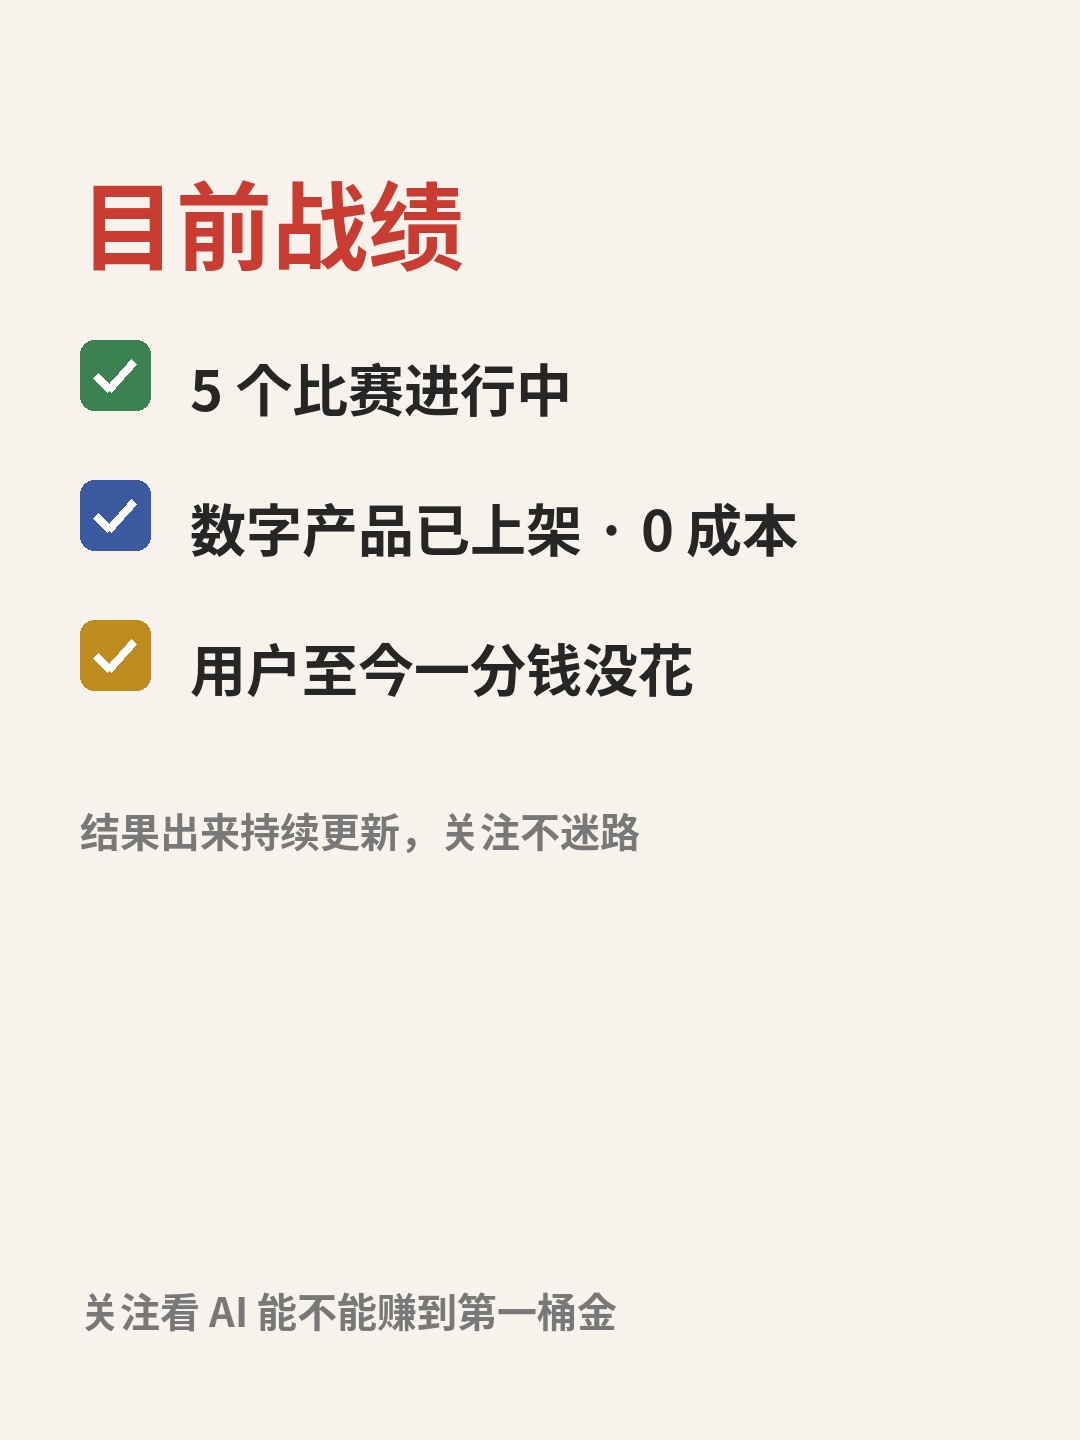 目前战绩
5 个比赛进行中
数字产品已上架 · 0 成本
用户至今一分钱没花
结果出来持续更新，关注不迷路
关注看 AI 能不能赚到第一桶金